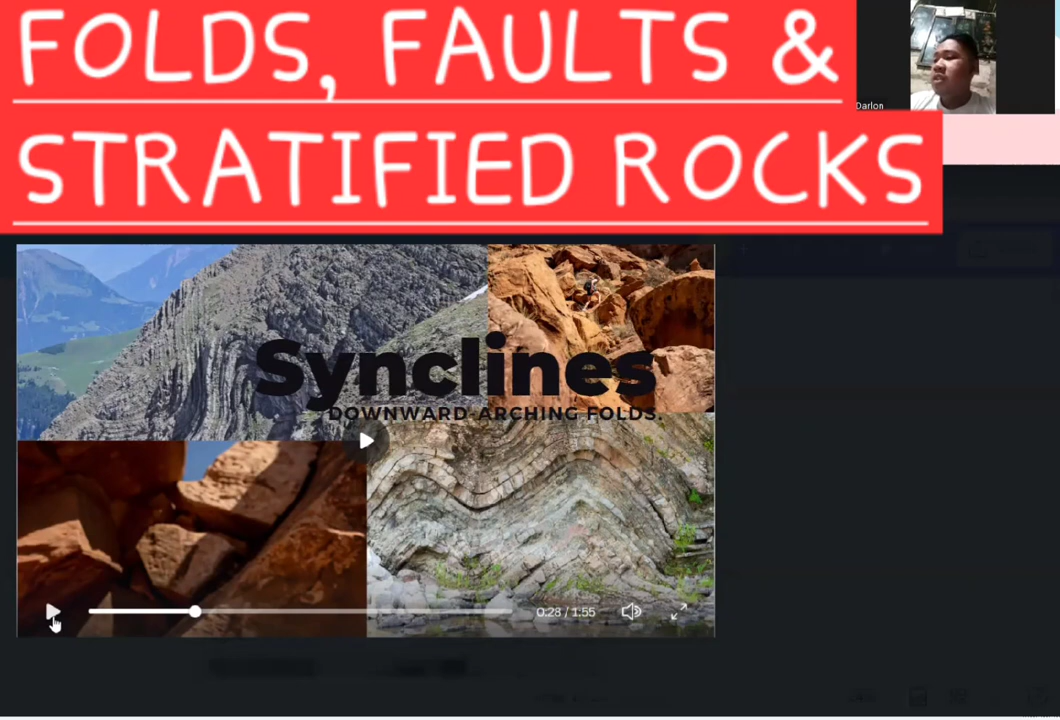 FOLDS, FAULTS &
STRATIFIED ROCKS
Darlon
Synclines
DOWNWARD-ARCHING FOLDS.
0:28 / 1:55